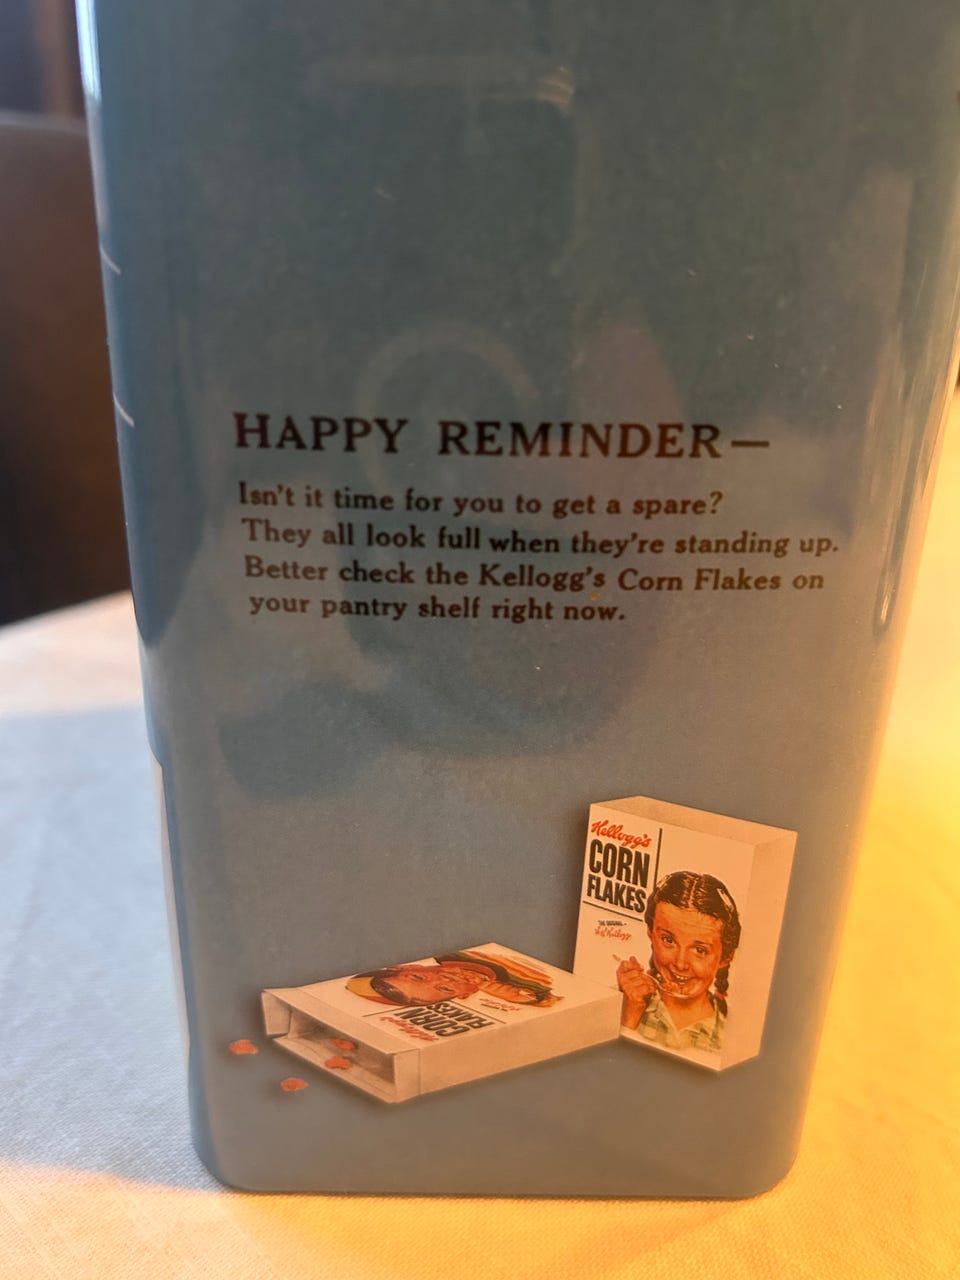 HAPPY REMINDER—
Isn't it time for you to get a spare?
They all look full when they're standing up.
Better check the Kellogg's Corn Flakes on
your pantry shelf right now.
Kellogg's
CORN
FLAKES
Kellogg's
CORN
FLAKES